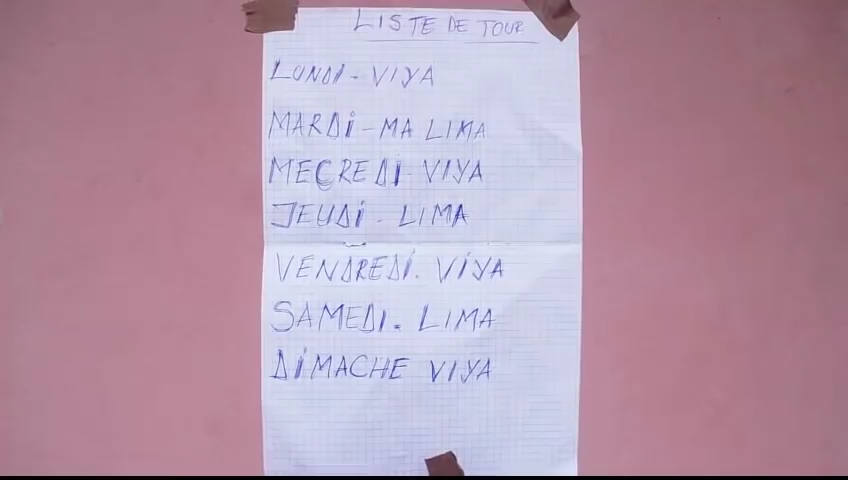 LISTE DE TOUR
LUNDI - VIYA
MARDI - MA LIMA
MECREDI - VIYA
JEUDI - LIMA
VENDREDI. VIYA
SAMEDI. LIMA
DIMACHE VIYA